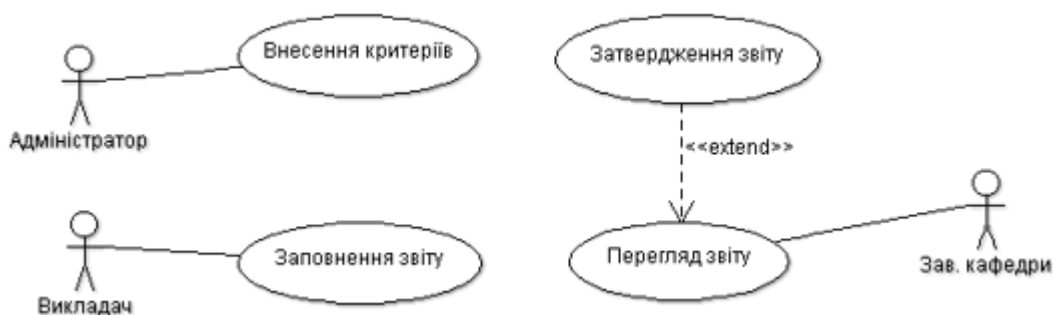 Внесення критеріїв
Затвердження звіту
Адміністратор
<<extend>>
Заповнення звіту
Перегляд звіту
Зав. кафедри
Викладач